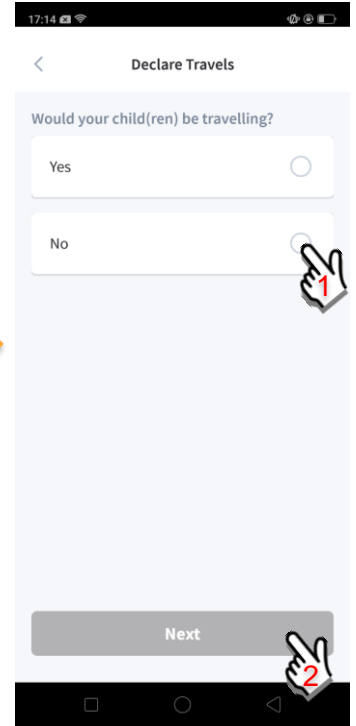 17:14
Declare Travels
Would your child(ren) be travelling?
Yes
No
1
Next
2